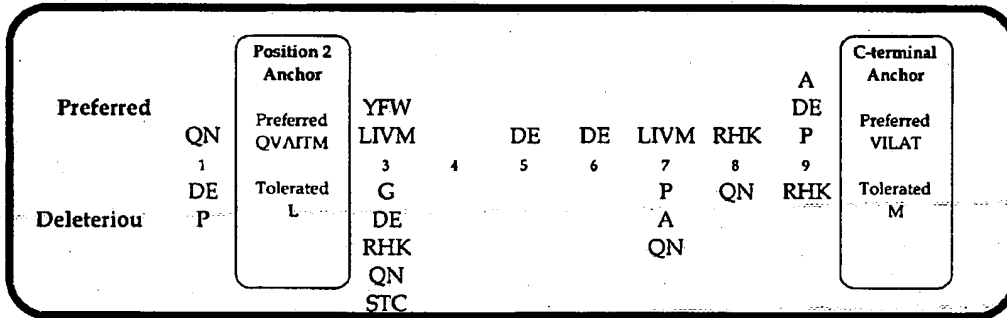 Position 2 C-terminal
Anchor A Anchor
Preferred YFW DE
Preferred Preferred
QN QVAITM LIVM DE DE LIVM RHK P VILAT
1 3 4 5 6 7 8 9
DE Tolerated G P QN RHK Tolerated
Deleteriou P L DE A M
RHK QN
QN
STC